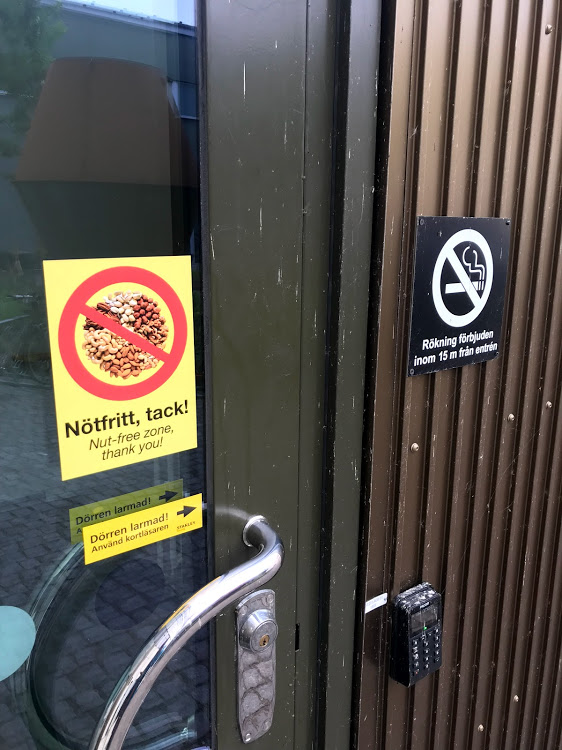 Nötfritt, tack!
Nut-free zone,
thank you!
Dörren larmad!
Dörren larmad!
Använd kortläsaren
STANLEY
Rökning förbjuden
inom 15 m från entrén